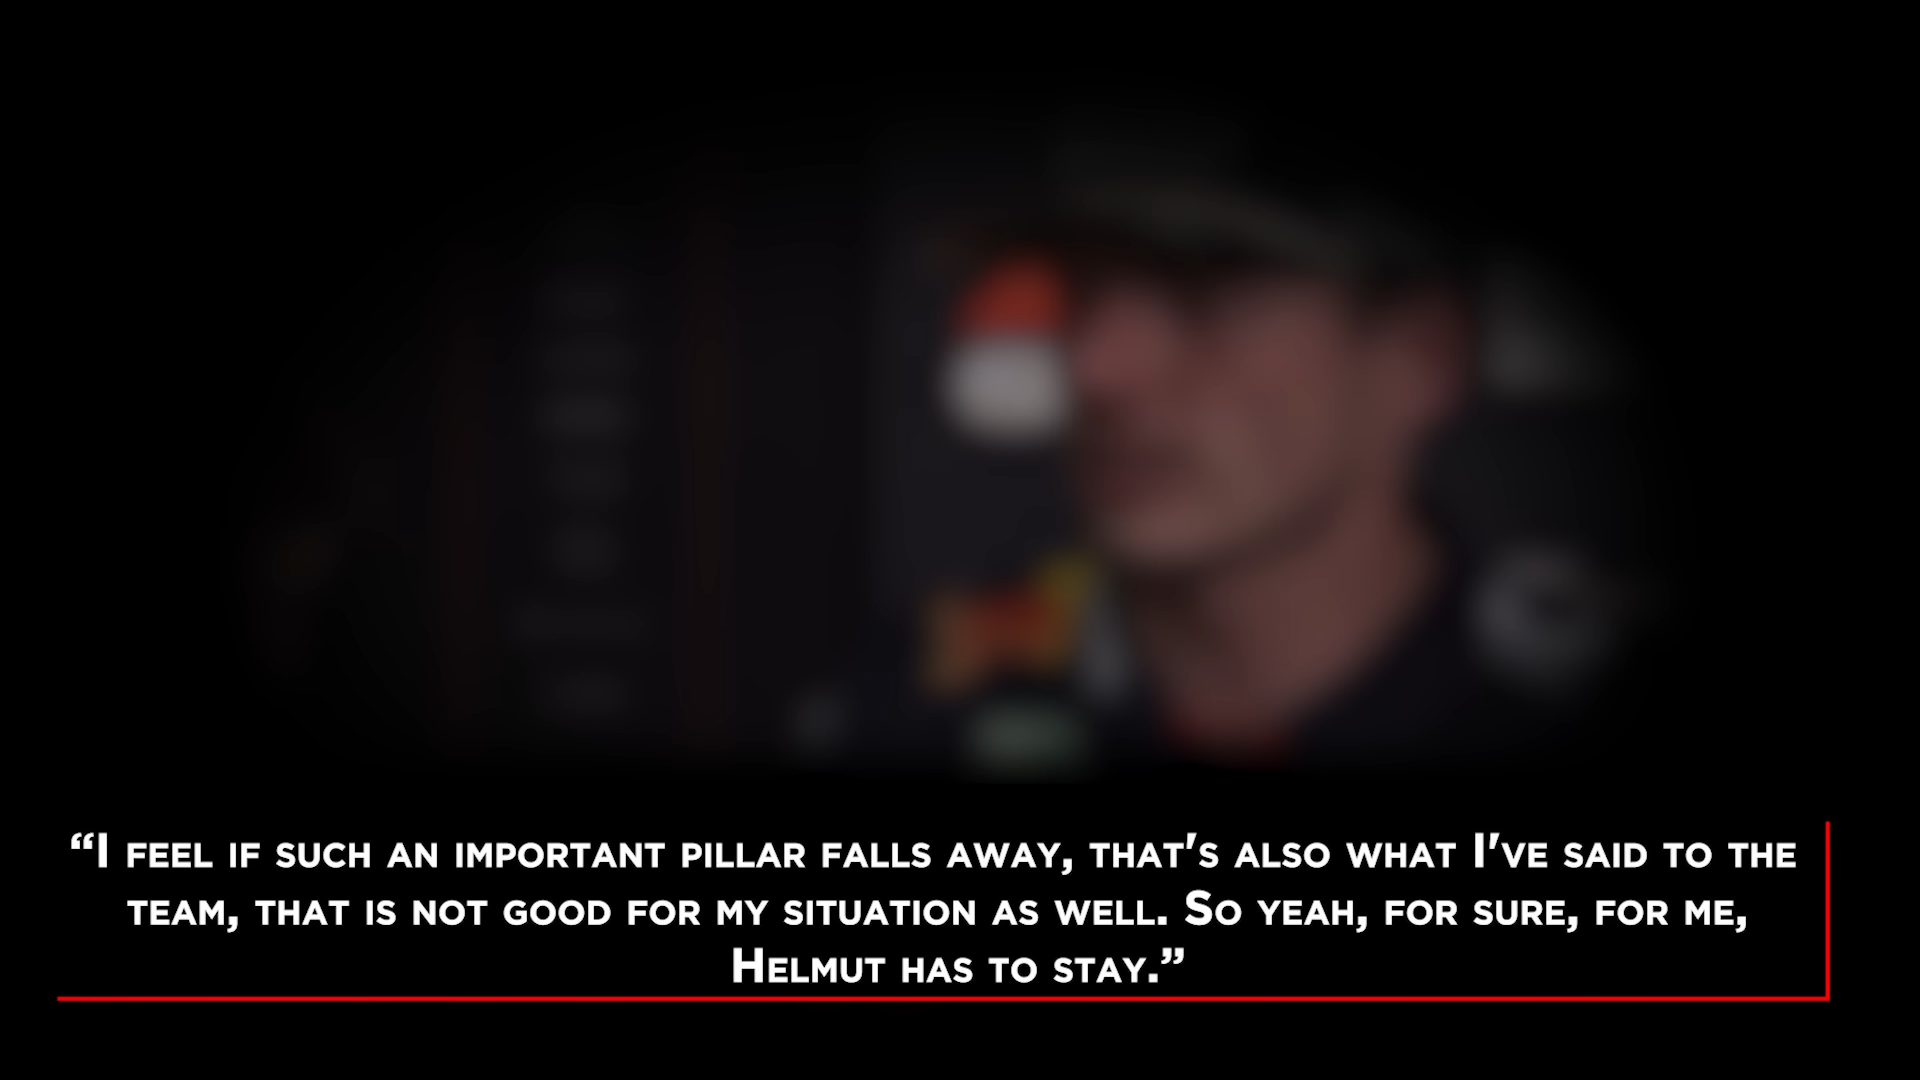 “I feel if such an important pillar falls away, that's also what I've said to the
team, that is not good for my situation as well. So yeah, for sure, for me,
Helmut has to stay.”